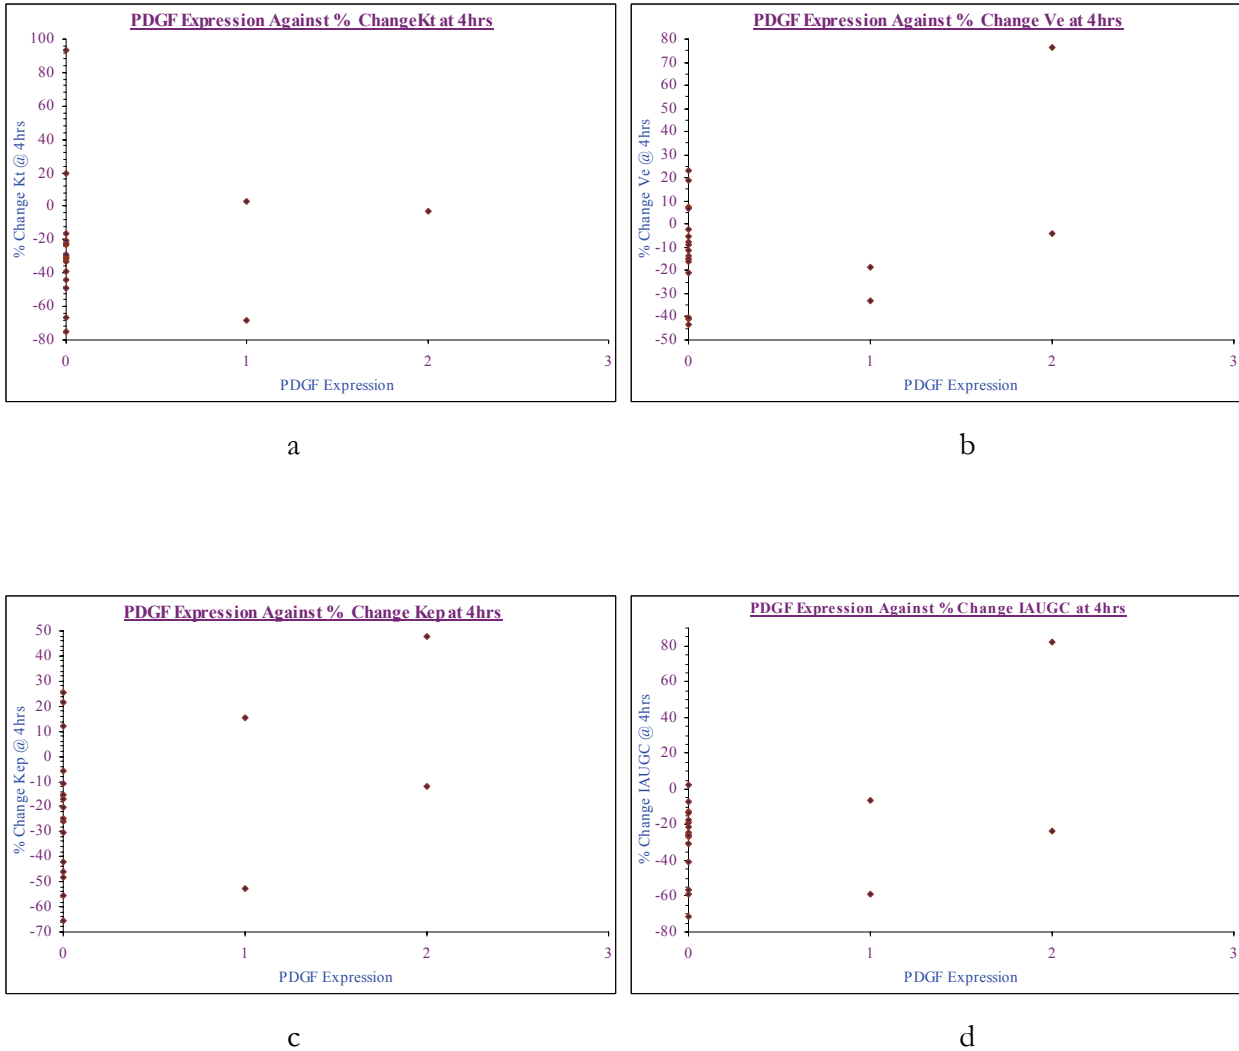 PDGF Expression Against % ChangeKt at 4hrs
100
80
60
40
20
0
-20
-40
-60
-80
% Change Kt @ 4hrs
0 1 2 3
PDGF Expression
a
PDGF Expression Against % Change Ve at 4hrs
80
70
60
50
40
30
20
10
0
-10
-20
-30
-40
-50
% Change Ve @ 4hrs
0 1 2 3
PDGF Expression
b
PDGF Expression Against % Change Kep at 4hrs
50
40
30
20
10
0
-10
-20
-30
-40
-50
-60
-70
% Change Kep @ 4hrs
0 1 2 3
PDGF Expression
c
PDGF Expression Against % Change IAUGC at 4hrs
80
60
40
20
0
-20
-40
-60
-80
% Change IAUGC @ 4hrs
0 1 2 3
PDGF Expression
d